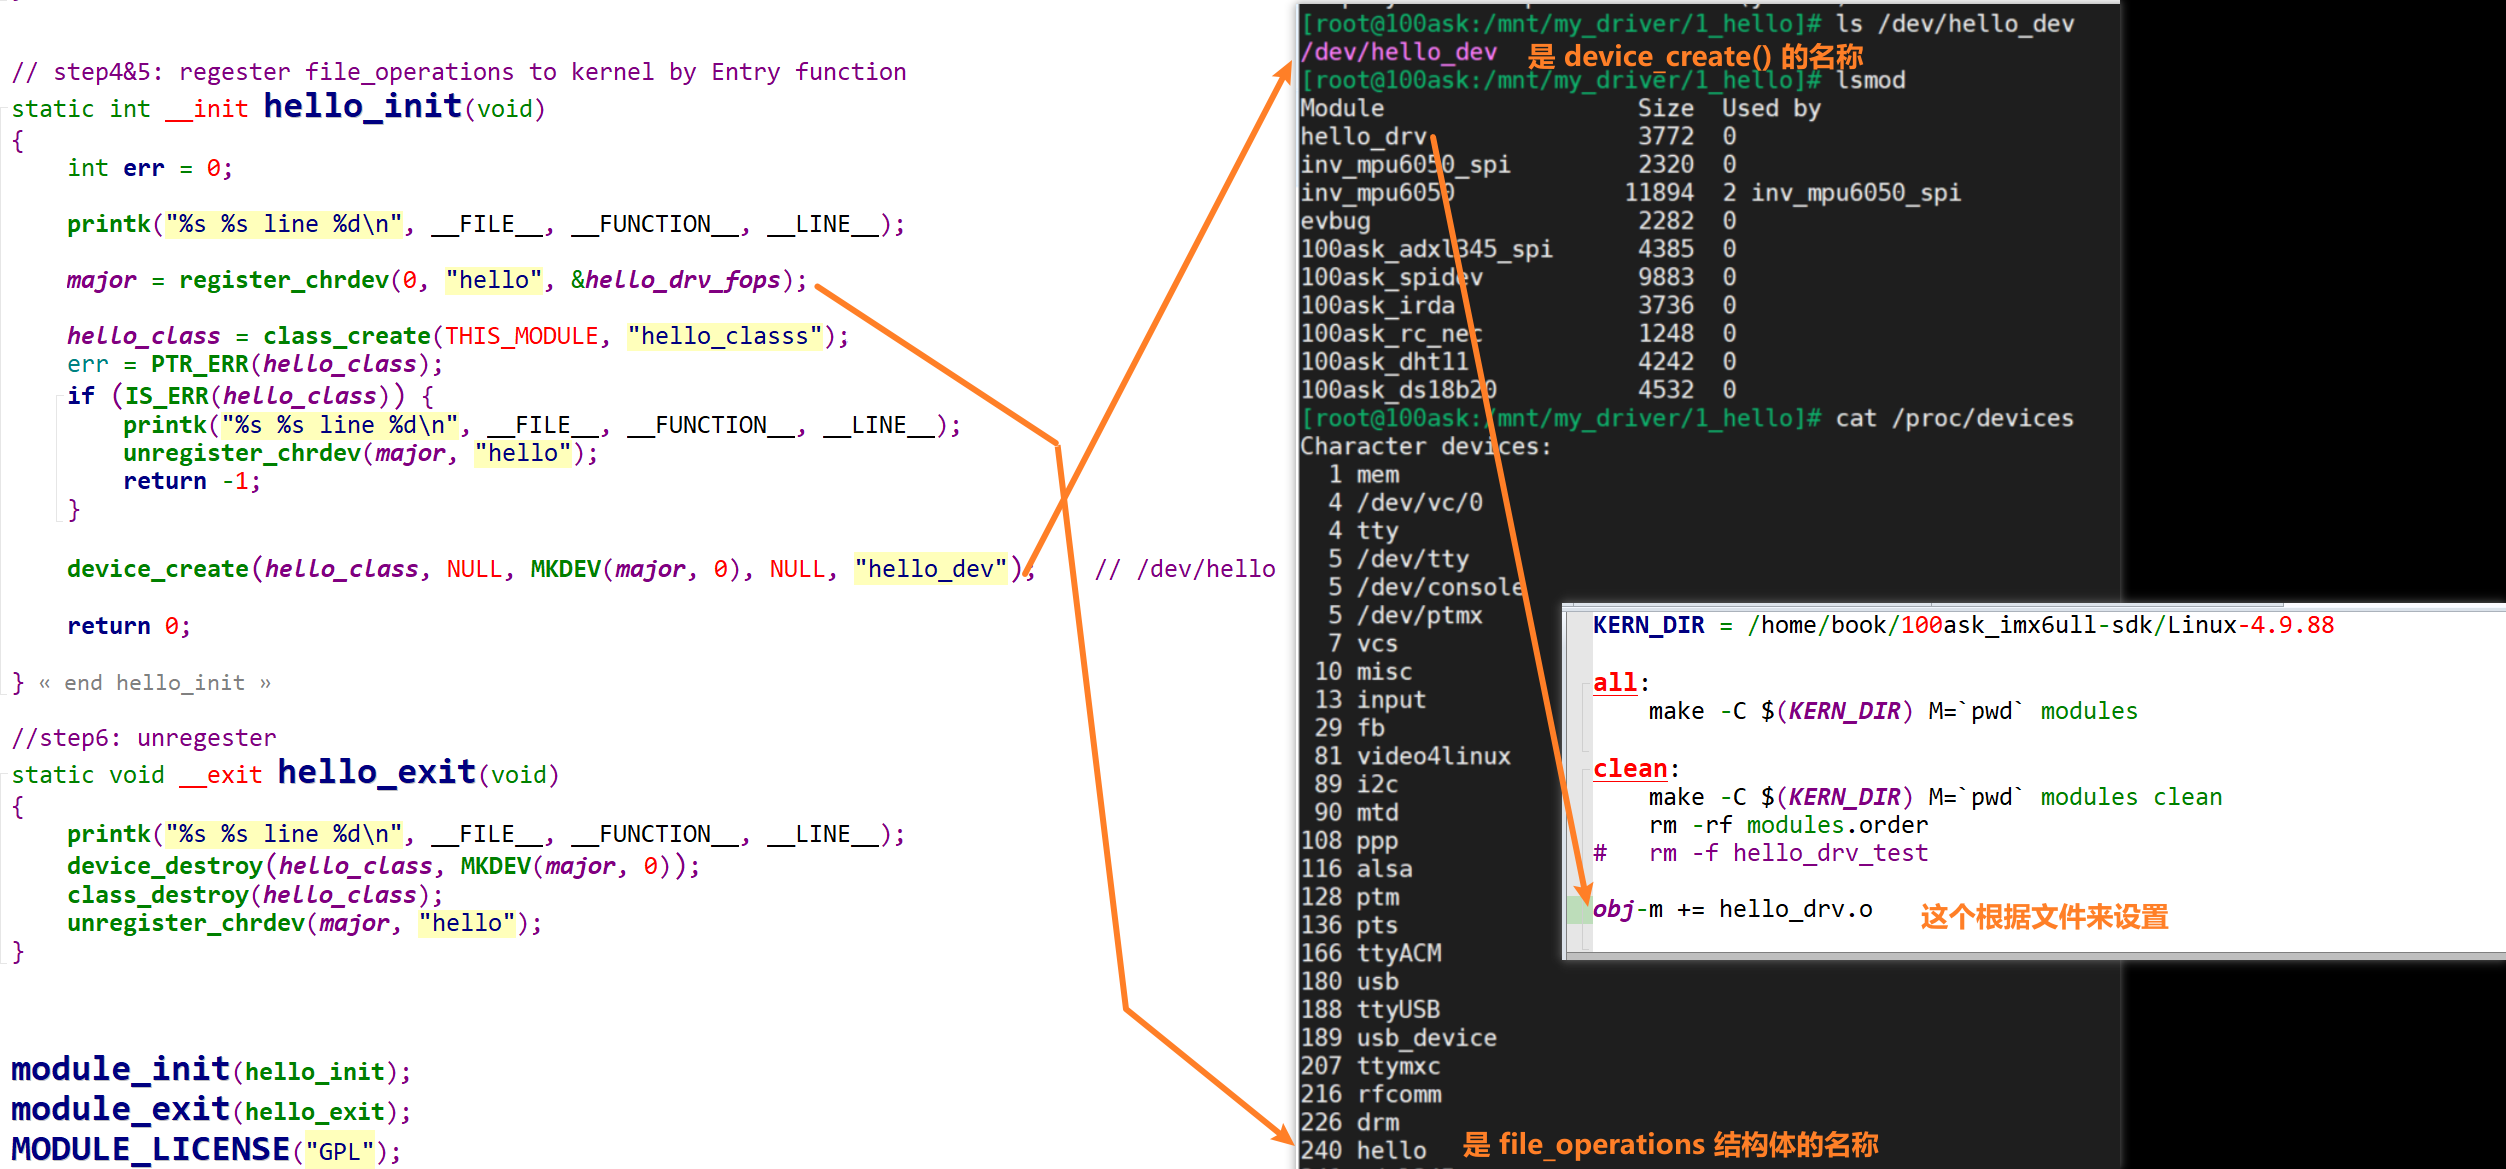 // step4&5: regester file_operations to kernel by Entry function
static int __init hello_init(void)
{
    int err = 0;
    printk("%s %s line %d\n", __FILE__, __FUNCTION__, __LINE__);
    major = register_chrdev(0, "hello", &hello_drv_fops);
    hello_class = class_create(THIS_MODULE, "hello_classs");
    err = PTR_ERR(hello_class);
    if (IS_ERR(hello_class)) {
        printk("%s %s line %d\n", __FILE__, __FUNCTION__, __LINE__);
        unregister_chrdev(major, "hello");
        return -1;
    }
    device_create(hello_class, NULL, MKDEV(major, 0), NULL, "hello_dev"); // /dev/hello
    return 0;
} « end hello_init »
//step6: unregester
static void __exit hello_exit(void)
{
    printk("%s %s line %d\n", __FILE__, __FUNCTION__, __LINE__);
    device_destroy(hello_class, MKDEV(major, 0));
    class_destroy(hello_class);
    unregister_chrdev(major, "hello");
}
module_init(hello_init);
module_exit(hello_exit);
MODULE_LICENSE("GPL");
[root@100ask:/mnt/my_driver/1_hello]# ls /dev/hello_dev
/dev/hello_dev 是 device_create() 的名称
[root@100ask:/mnt/my_driver/1_hello]# lsmod
Module Size Used by
hello_drv 3772 0
inv_mpu6050_spi 2320 0
inv_mpu6050 11894 2 inv_mpu6050_spi
evbug 2282 0
100ask_adxl345_spi 4385 0
100ask_spidev 9883 0
100ask_irda 3736 0
100ask_rc_nec 1248 0
100ask_dht11 4242 0
100ask_ds18b20 4532 0
[root@100ask:/mnt/my_driver/1_hello]# cat /proc/devices
Character devices:
1 mem
4 /dev/vc/0
4 tty
5 /dev/tty
5 /dev/console
5 /dev/ptmx
7 vcs
10 misc
13 input
29 fb
81 video4linux
89 i2c
90 mtd
108 ppp
116 alsa
128 ptm
136 pts
166 ttyACM
180 usb
188 ttyUSB
189 usb_device
207 ttymxc
216 rfcomm
226 drm
240 hello 是 file_operations 结构体的名称
KERN_DIR = /home/book/100ask_imx6ull-sdk/Linux-4.9.88
all:
    make -C $(KERN_DIR) M=`pwd` modules
clean:
    make -C $(KERN_DIR) M=`pwd` modules clean
    rm -rf modules.order
#   rm -f hello_drv_test
obj-m += hello_drv.o 这个根据文件来设置